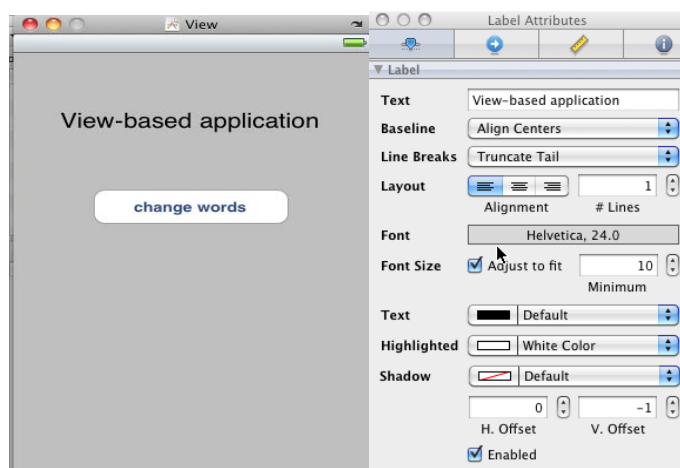 View
View-based application
change words
Label Attributes
Label
Text View-based application
Baseline Align Centers
Line Breaks Truncate Tail
Layout 1
Alignment # Lines
Font Helvetica, 24.0
Font Size Adjust to fit 10
Minimum
Text Default
Highlighted White Color
Shadow Default
0 -1
H. Offset V. Offset
Enabled